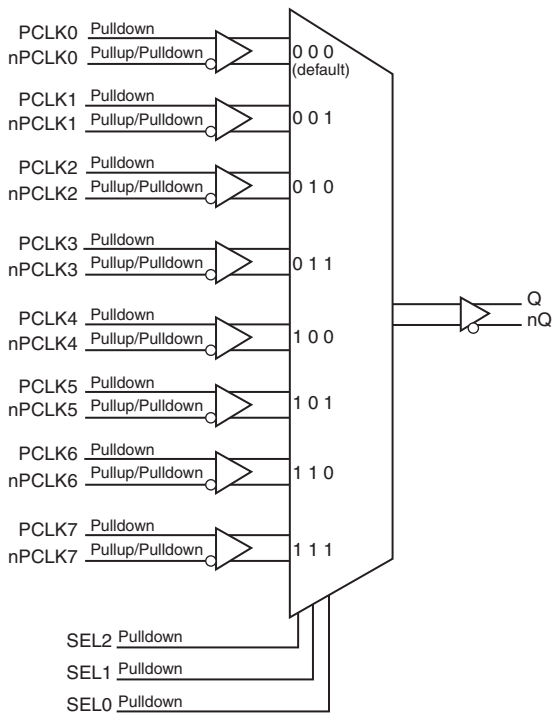 PCLK0 Pulldown
nPCLK0 Pullup/Pulldown
0 0 0
(default)
PCLK1 Pulldown
nPCLK1 Pullup/Pulldown
0 0 1
PCLK2 Pulldown
nPCLK2 Pullup/Pulldown
0 1 0
PCLK3 Pulldown
nPCLK3 Pullup/Pulldown
0 1 1
Q
nQ
PCLK4 Pulldown
nPCLK4 Pullup/Pulldown
1 0 0
PCLK5 Pulldown
nPCLK5 Pullup/Pulldown
1 0 1
PCLK6 Pulldown
nPCLK6 Pullup/Pulldown
1 1 0
PCLK7 Pulldown
nPCLK7 Pullup/Pulldown
1 1 1
SEL2 Pulldown
SEL1 Pulldown
SEL0 Pulldown